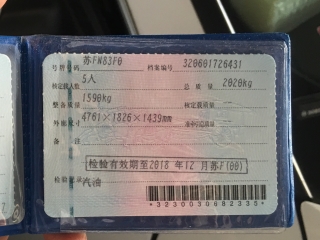 号牌号码 苏FW83F0 档案编号 320601726431
核定载人数 5人 总质量 2020kg
整备质量 1590kg 核定载质量
外廓尺寸 4761×1826×1439mm 准牵引总质量
备注
检验有效期至2018年12月苏F(00)
检验记录 汽油
*3230030682335*